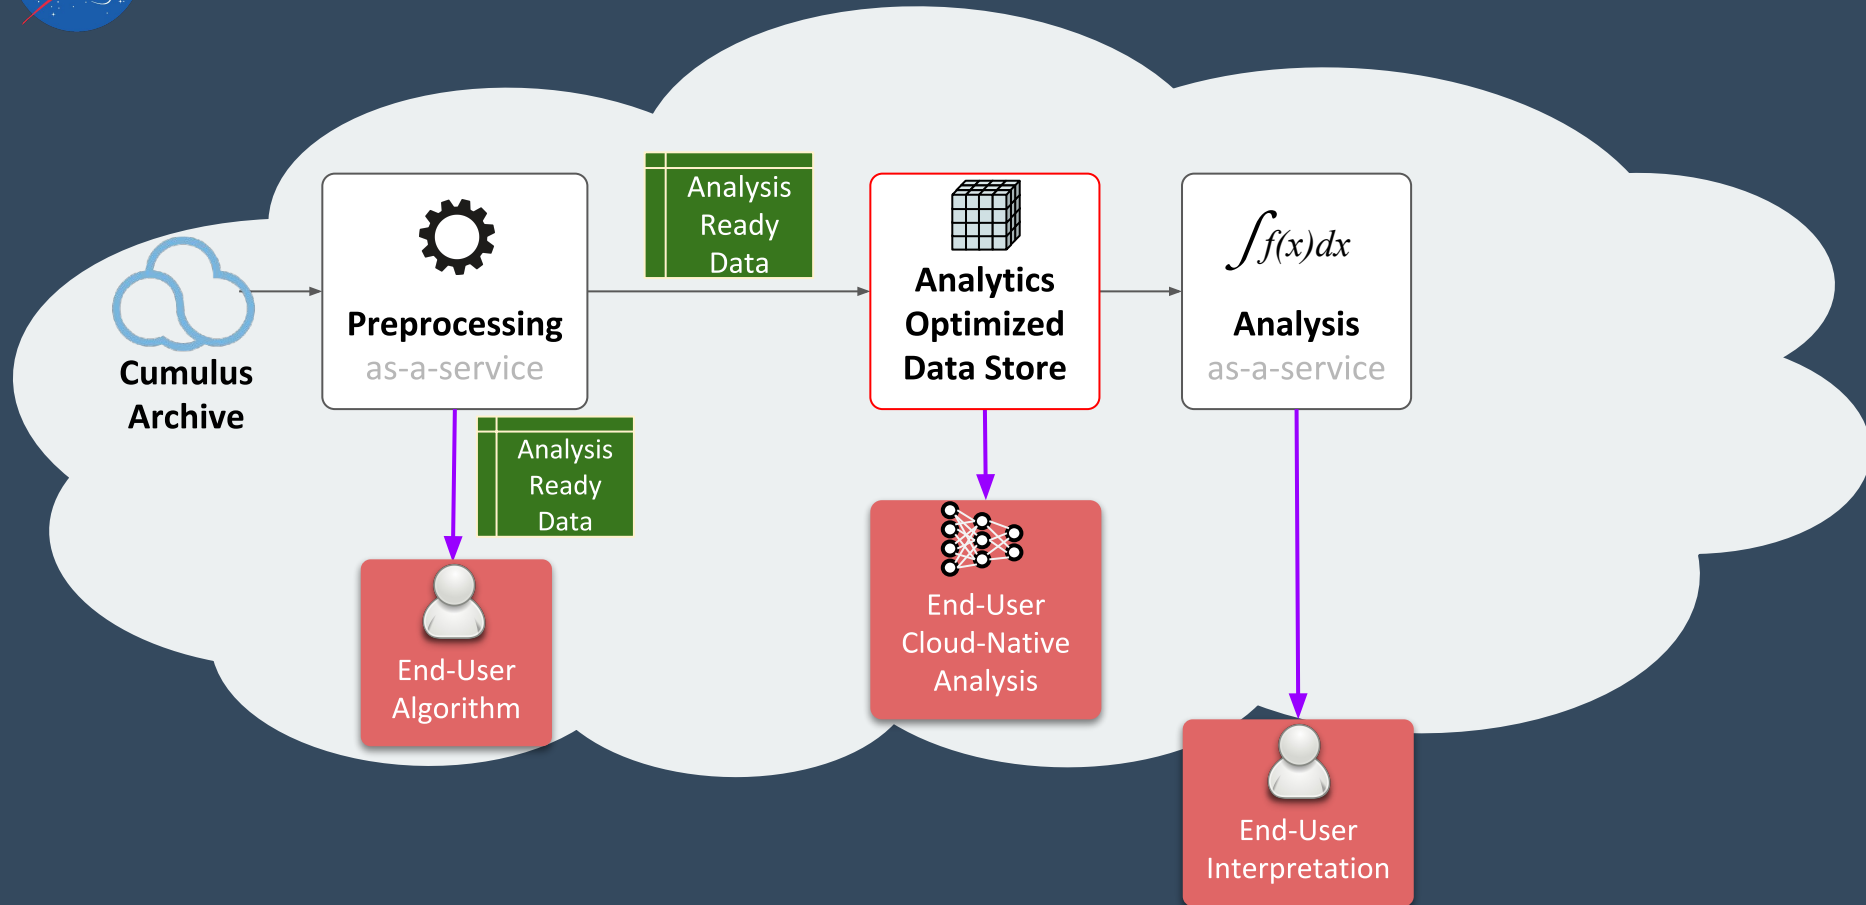 Cumulus
Archive
Preprocessing
as-a-service
Analysis
Ready
Data
Analytics
Optimized
Data Store
∫f(x)dx
Analysis
as-a-service
Analysis
Ready
Data
End-User
Algorithm
End-User
Cloud-Native
Analysis
End-User
Interpretation